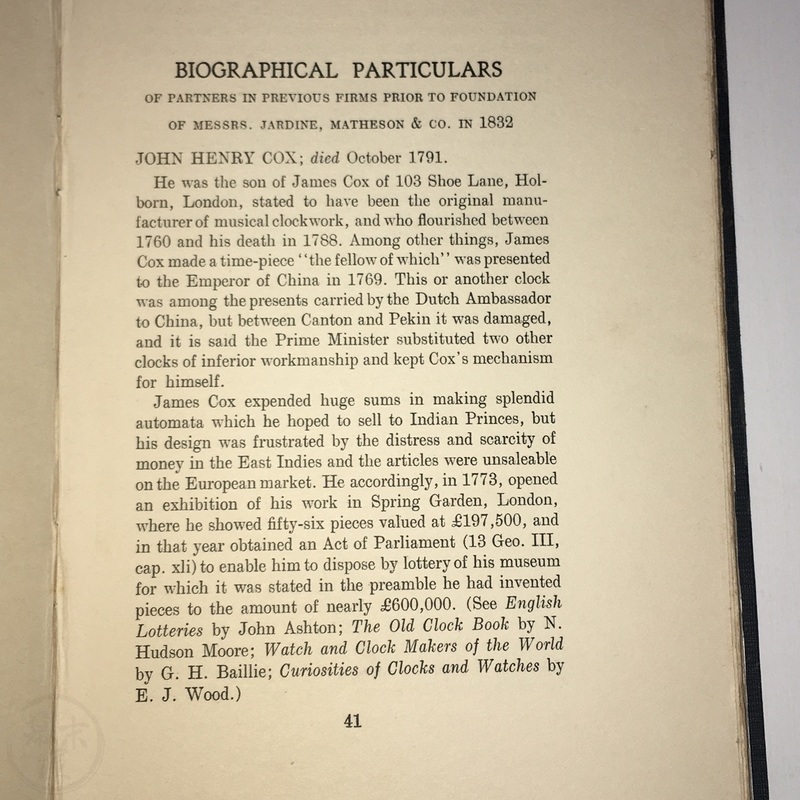 BIOGRAPHICAL PARTICULARS
OF PARTNERS IN PREVIOUS FIRMS PRIOR TO FOUNDATION
OF MESSRS. JARDINE, MATHESON & CO. IN 1832
JOHN HENRY COX; died October 1791.
He was the son of James Cox of 103 Shoe Lane, Hol-
born, London, stated to have been the original manu-
facturer of musical clockwork, and who flourished between
1760 and his death in 1788. Among other things, James
Cox made a time-piece ‘‘the fellow of which’’ was presented
to the Emperor of China in 1769. This or another clock
was among the presents carried by the Dutch Ambassador
to China, but between Canton and Pekin it was damaged,
and it is said the Prime Minister substituted two other
clocks of inferior workmanship and kept Cox's mechanism
for himself.
James Cox expended huge sums in making splendid
automata which he hoped to sell to Indian Princes, but
his design was frustrated by the distress and scarcity of
money in the East Indies and the articles were unsaleable
on the European market. He accordingly, in 1773, opened
an exhibition of his work in Spring Garden, London,
where he showed fifty-six pieces valued at £197,500, and
in that year obtained an Act of Parliament (13 Geo. III,
cap. xli) to enable him to dispose by lottery of his museum
for which it was stated in the preamble he had invented
pieces to the amount of nearly £600,000. (See English
Lotteries by John Ashton; The Old Clock Book by N.
Hudson Moore; Watch and Clock Makers of the World
by G. H. Baillie; Curiosities of Clocks and Watches by
E. J. Wood.)
41